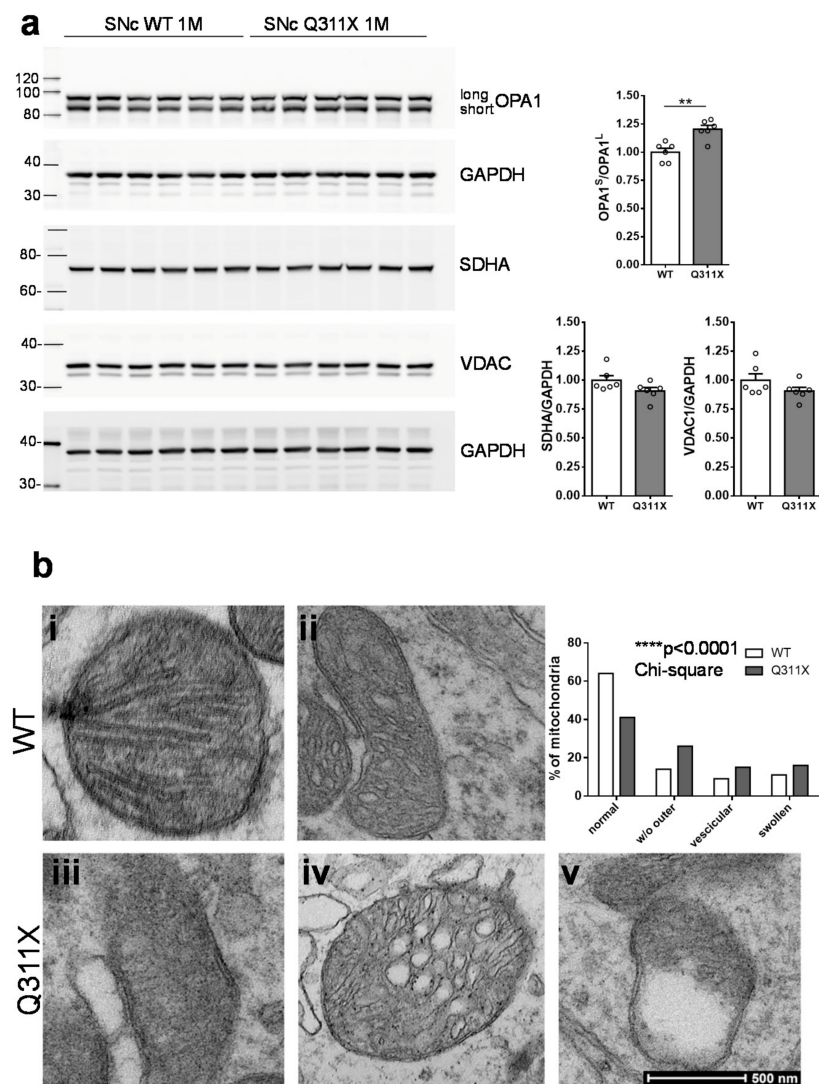 a
SNc WT 1M
SNc Q311X 1M
120
100
80
long
short
OPA1
40
30
GAPDH
80-
60-
SDHA
40-
30-
VDAC
40-
30-
GAPDH
**
1.50
1.25
1.00
0.75
0.50
0.25
0.00
OPA1S/OPA1L
WT
Q311X
1.50
1.25
1.00
0.75
0.50
0.25
0.00
SDHA/GAPDH
WT
Q311X
1.50
1.25
1.00
0.75
0.50
0.25
0.00
VDAC1/GAPDH
WT
Q311X
b
WT
i
ii
80
60
40
20
0
% of mitochondria
****p<0.0001
Chi-square
WT
Q311X
normal
w/o outer
vescicular
swollen
Q311X
iii
iv
v
500 nm